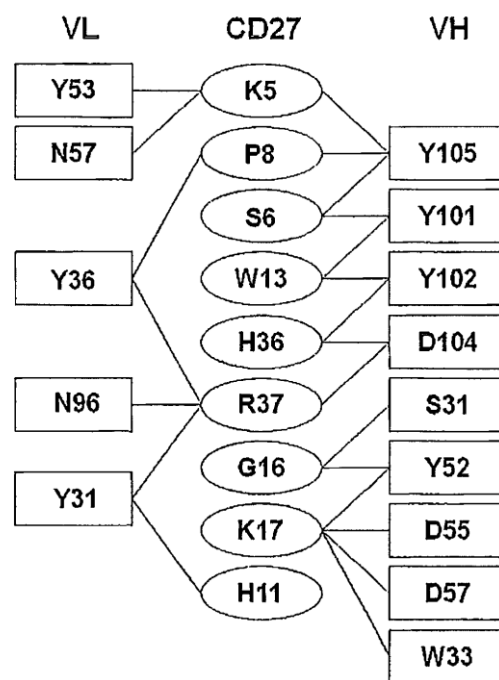 VL CD27 VH
Y53 K5
N57 P8 Y105
S6 Y101
Y36 W13 Y102
H36 D104
N96 R37 S31
Y31 G16 Y52
K17 D55
H11 D57
W33